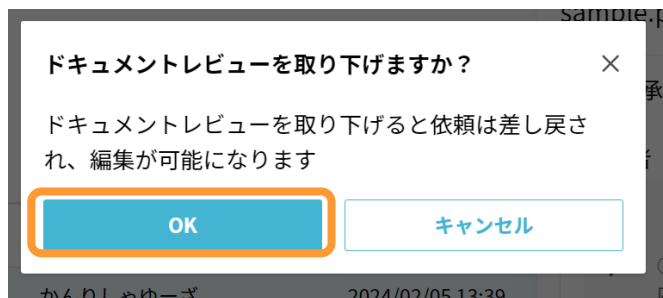 sample.p
ドキュメントレビューを取り下げますか？
承
ドキュメントレビューを取り下げると依頼は差し戻さ
れ、編集が可能になります
OK
キャンセル
かんりしゃゆーざ 2024/02/05 13:39